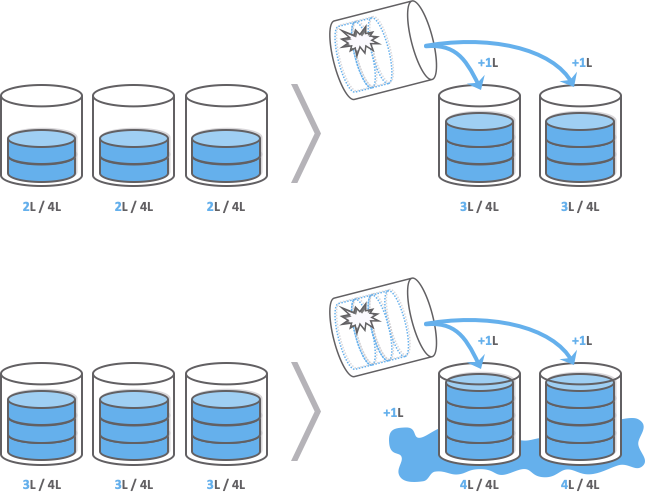 +1L +1L
2L / 4L 2L / 4L 2L / 4L 3L / 4L 3L / 4L
+1L +1L
+1L
3L / 4L 3L / 4L 3L / 4L 4L / 4L 4L / 4L